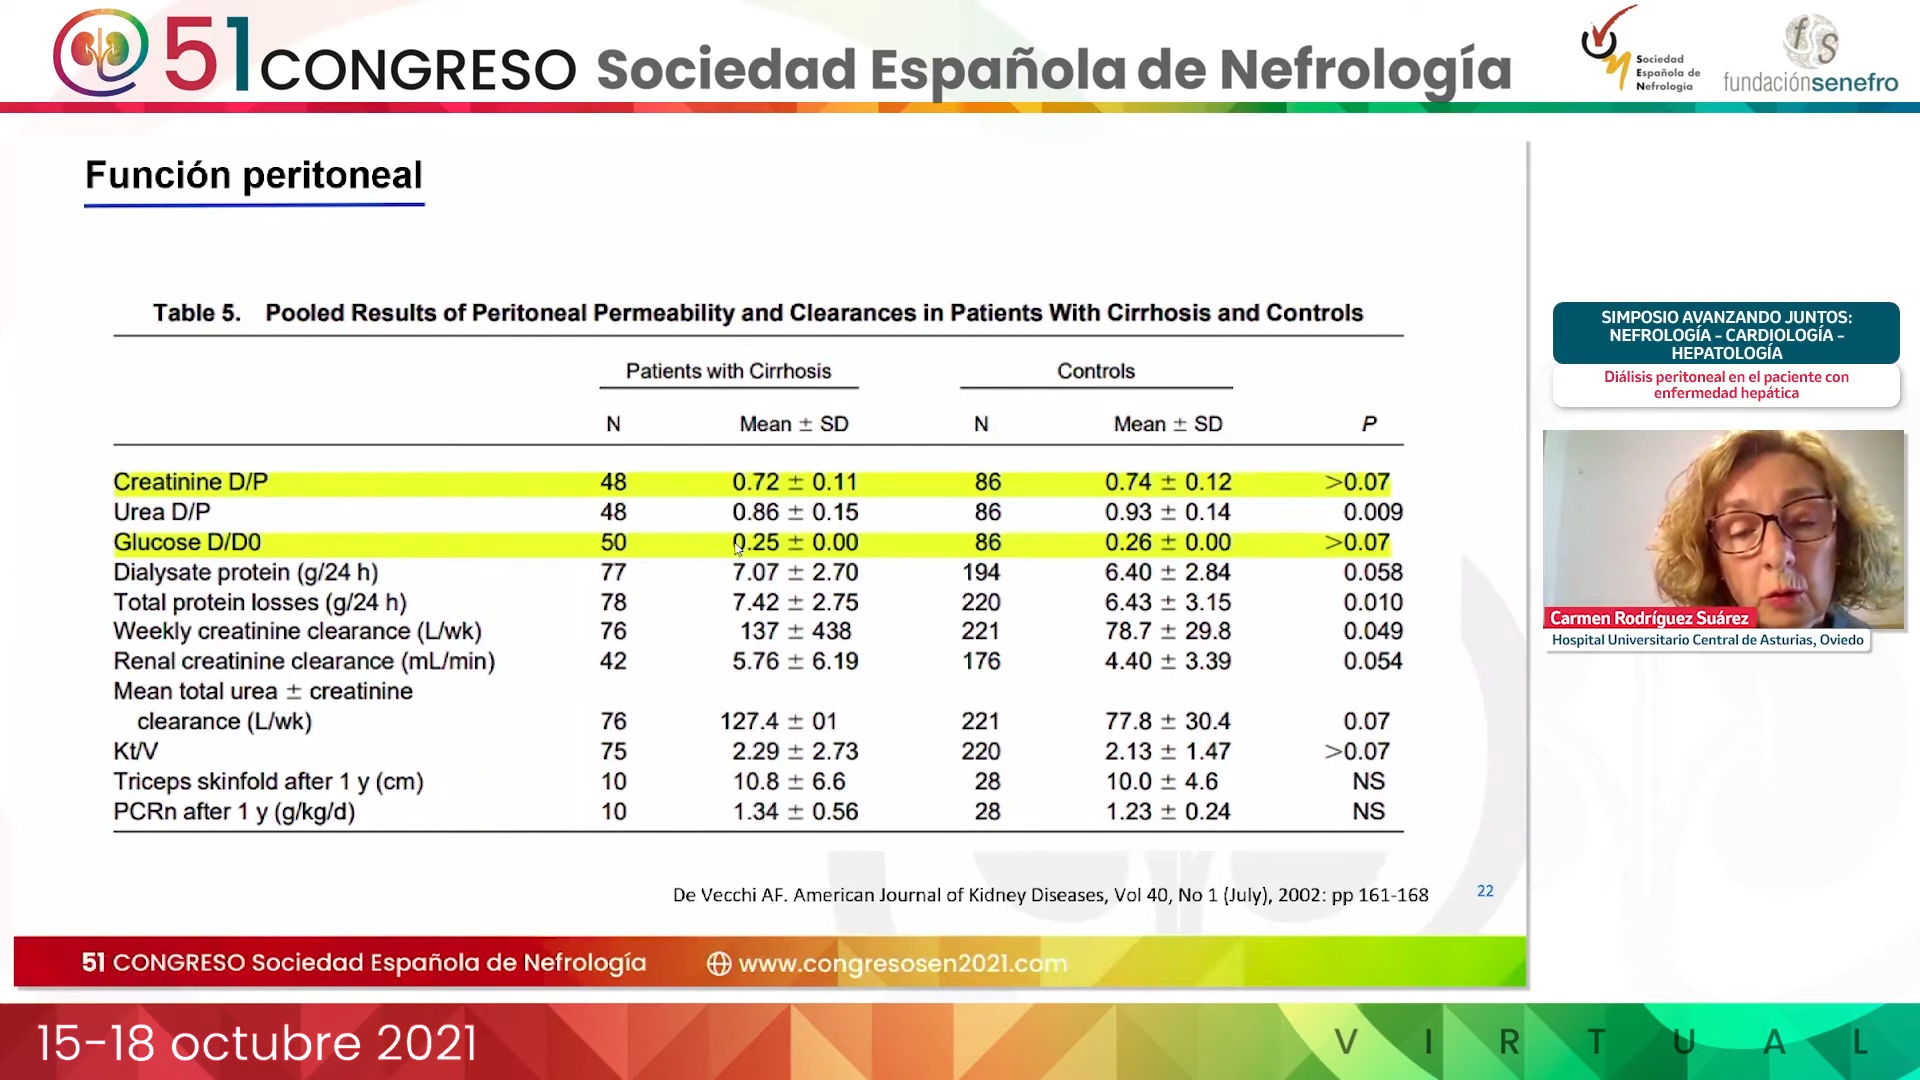 51 CONGRESO Sociedad Española de Nefrología
Sociedad
Española de
Nefrología
fs
fundaciónsenefro
Función peritoneal
Table 5. Pooled Results of Peritoneal Permeability and Clearances in Patients With Cirrhosis and Controls
Patients with Cirrhosis Controls
N Mean ± SD N Mean ± SD P
Creatinine D/P 48 0.72 ± 0.11 86 0.74 ± 0.12 >0.07
Urea D/P 48 0.86 ± 0.15 86 0.93 ± 0.14 0.009
Glucose D/D0 50 0.25 ± 0.00 86 0.26 ± 0.00 >0.07
Dialysate protein (g/24 h) 77 7.07 ± 2.70 194 6.40 ± 2.84 0.058
Total protein losses (g/24 h) 78 7.42 ± 2.75 220 6.43 ± 3.15 0.010
Weekly creatinine clearance (L/wk) 76 137 ± 438 221 78.7 ± 29.8 0.049
Renal creatinine clearance (mL/min) 42 5.76 ± 6.19 176 4.40 ± 3.39 0.054
Mean total urea ± creatinine
clearance (L/wk) 76 127.4 ± 01 221 77.8 ± 30.4 0.07
Kt/V 75 2.29 ± 2.73 220 2.13 ± 1.47 >0.07
Triceps skinfold after 1 y (cm) 10 10.8 ± 6.6 28 10.0 ± 4.6 NS
PCRn after 1 y (g/kg/d) 10 1.34 ± 0.56 28 1.23 ± 0.24 NS
De Vecchi AF. American Journal of Kidney Diseases, Vol 40, No 1 (July), 2002: pp 161-168
22
51 CONGRESO Sociedad Española de Nefrología www.congresosen2021.com
SIMPOSIO AVANZANDO JUNTOS:
NEFROLOGÍA - CARDIOLOGÍA -
HEPATOLOGÍA
Diálisis peritoneal en el paciente con
enfermedad hepática
Carmen Rodríguez Suárez
Hospital Universitario Central de Asturias, Oviedo
15-18 octubre 2021
VIRTUAL